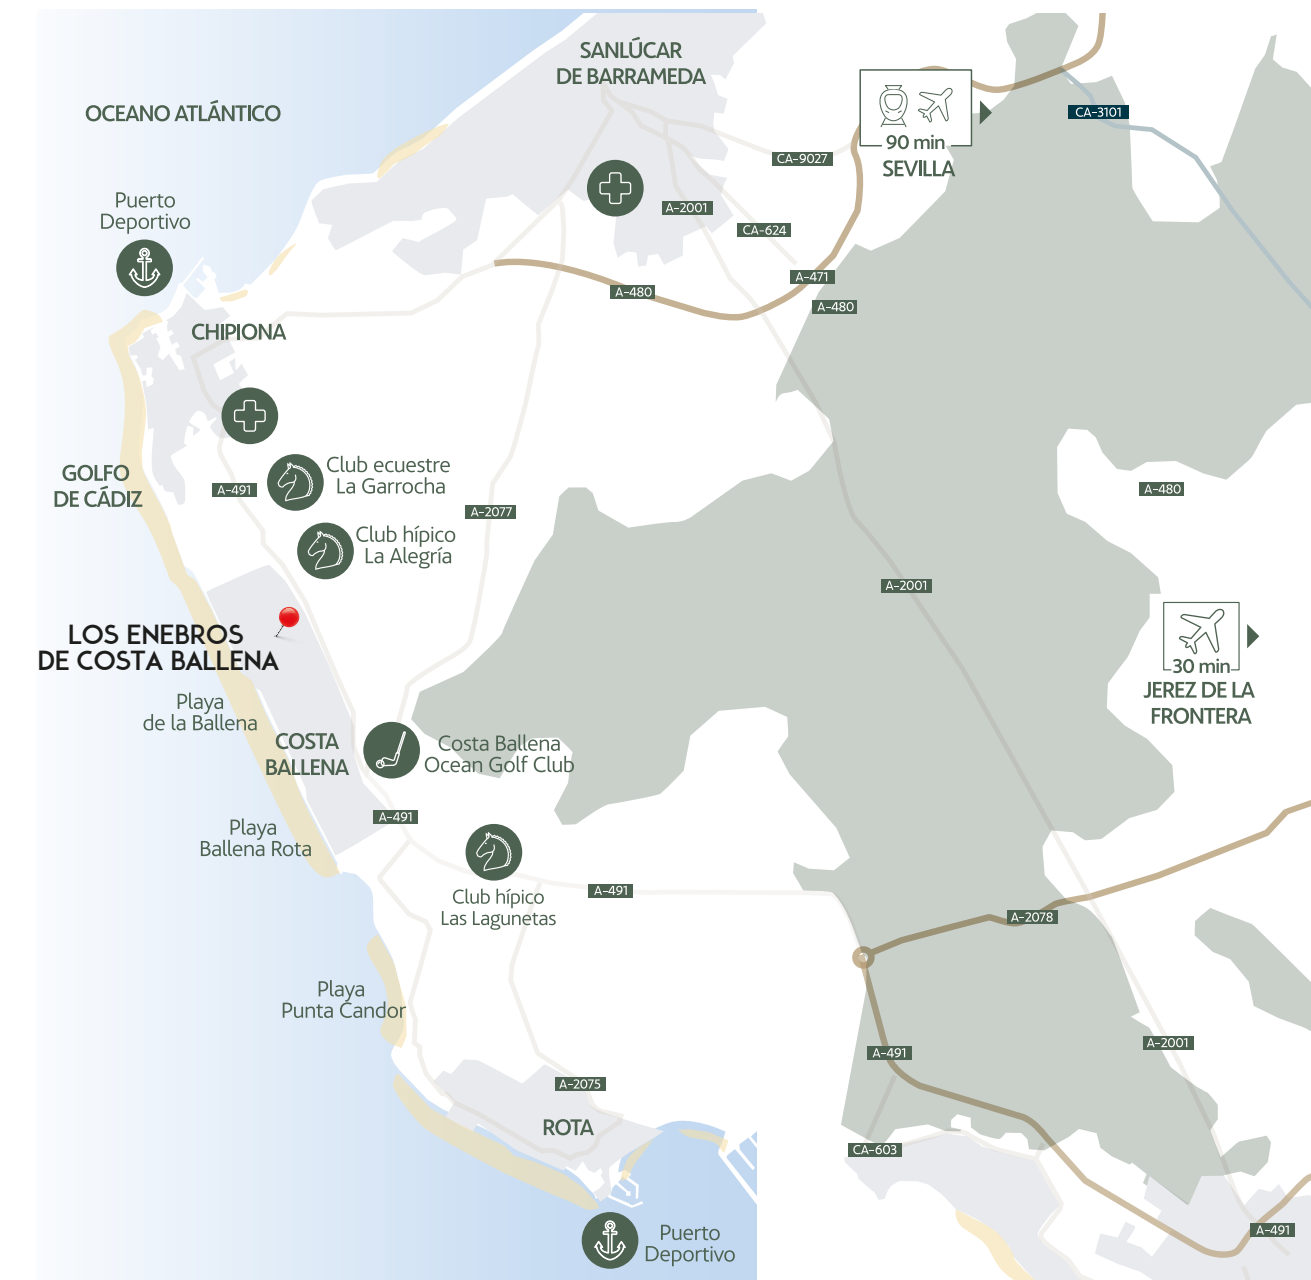 SANLÚCAR
DE BARRAMEDA
OCEANO ATLÁNTICO
CA-3101
90 min
SEVILLA
CA-9027
Puerto
Deportivo
A-2001
CA-624
A-471
A-480
A-480
CHIPIONA
GOLFO
DE CÁDIZ
A-491
Club ecuestre
La Garrocha
A-480
A-2077
Club hípico
La Alegría
A-2001
LOS ENEBROS
DE COSTA BALLENA
30 min
JEREZ DE LA
FRONTERA
Playa
de la Ballena
COSTA
BALLENA
Costa Ballena
Ocean Golf Club
A-491
Playa
Ballena Rota
Club hípico
Las Lagunetas
A-491
A-2078
Playa
Punta Candor
A-491
A-2001
A-2075
ROTA
CA-603
A-491
Puerto
Deportivo